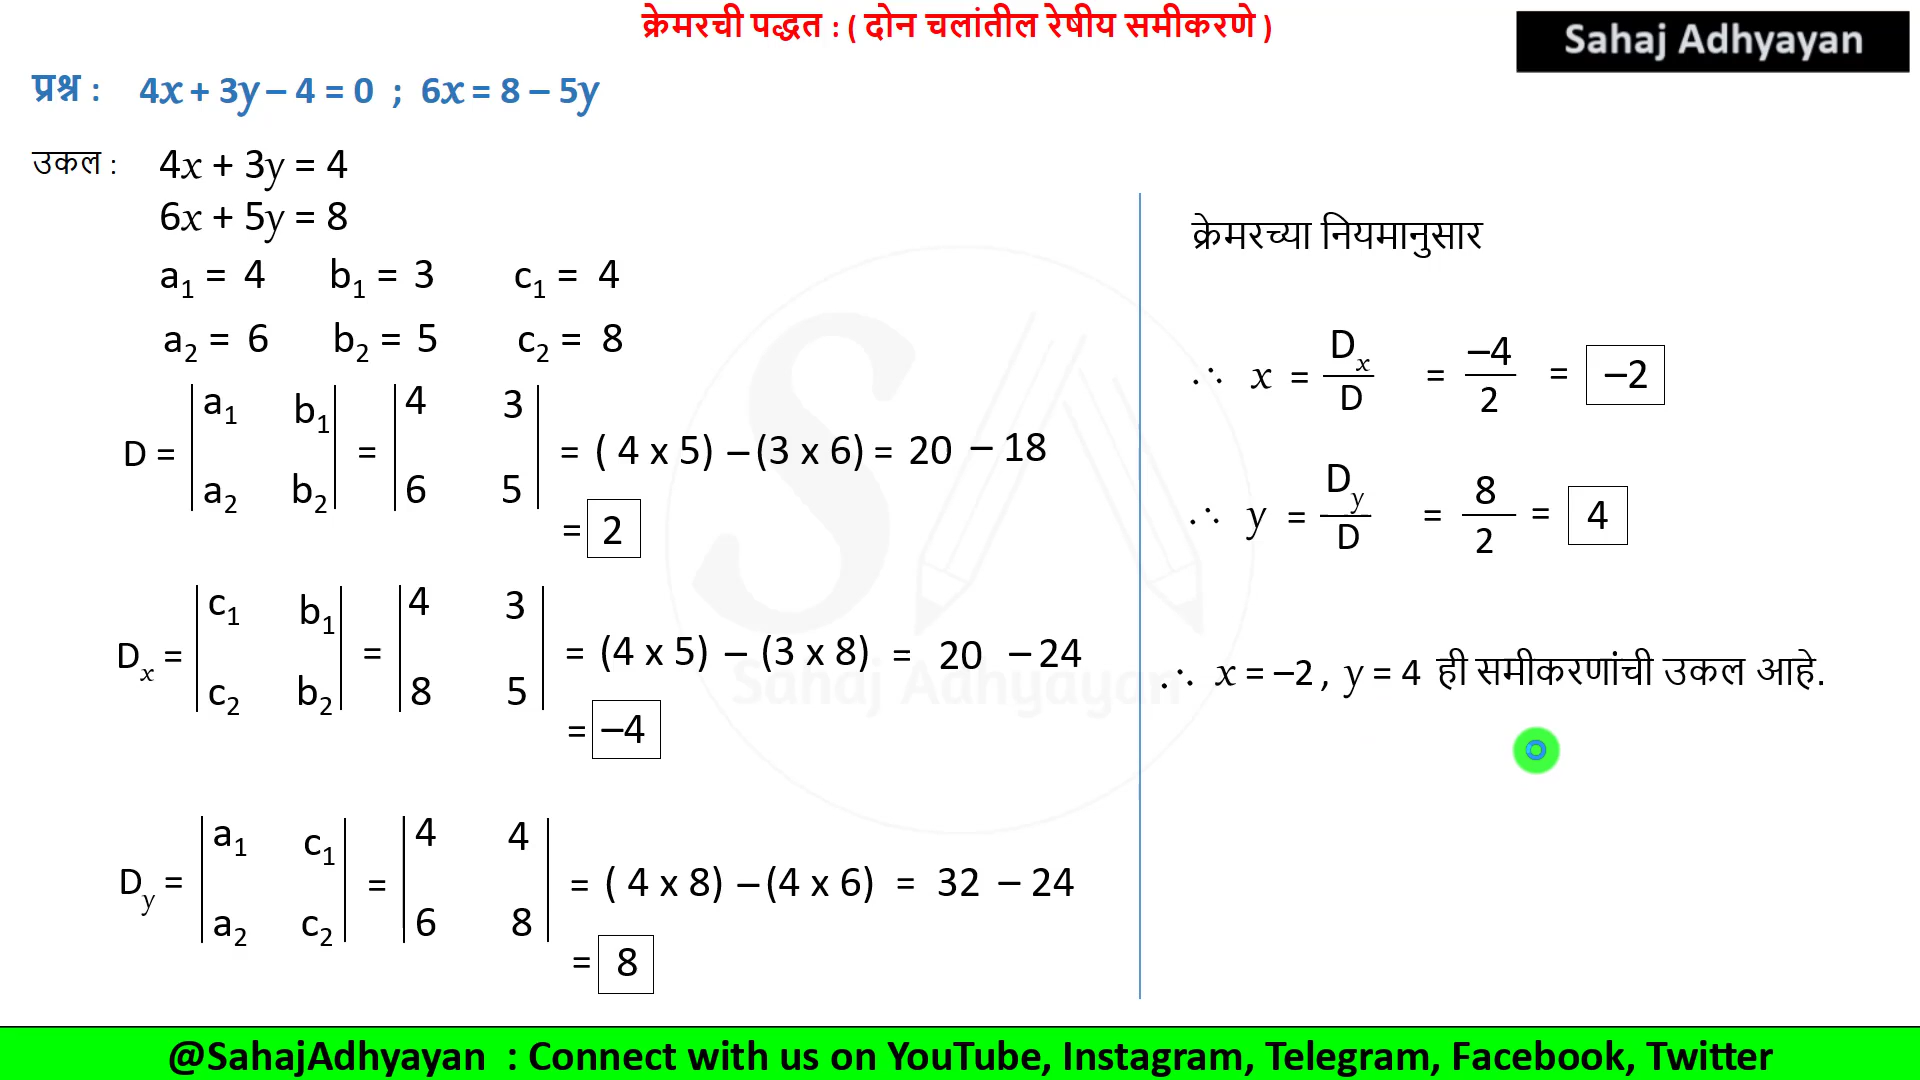 क्रेमरची पद्धत : ( दोन चलांतील रेषीय समीकरणे )
Sahaj Adhyayan
प्रश्न : 4x + 3y – 4 = 0 ; 6x = 8 – 5y
उकल : 4x + 3y = 4
6x + 5y = 8
a₁ = 4 b₁ = 3 c₁ = 4
a₂ = 6 b₂ = 5 c₂ = 8
D = | a₁ b₁ | = | 4 3 | = ( 4 x 5) – (3 x 6) = 20 – 18
| a₂ b₂ | | 6 5 |
= 2
Dₓ = | c₁ b₁ | = | 4 3 | = (4 x 5) – (3 x 8) = 20 – 24
| c₂ b₂ | | 8 5 |
= –4
Dy = | a₁ c₁ | = | 4 4 | = ( 4 x 8) – (4 x 6) = 32 – 24
| a₂ c₂ | | 6 8 |
= 8
क्रेमरच्या नियमानुसार
∴ x = Dₓ / D = –4 / 2 = –2
∴ y = Dy / D = 8 / 2 = 4
∴ x = –2 , y = 4 ही समीकरणांची उकल आहे.
Sahaj Adhyayan
@SahajAdhyayan : Connect with us on YouTube, Instagram, Telegram, Facebook, Twitter